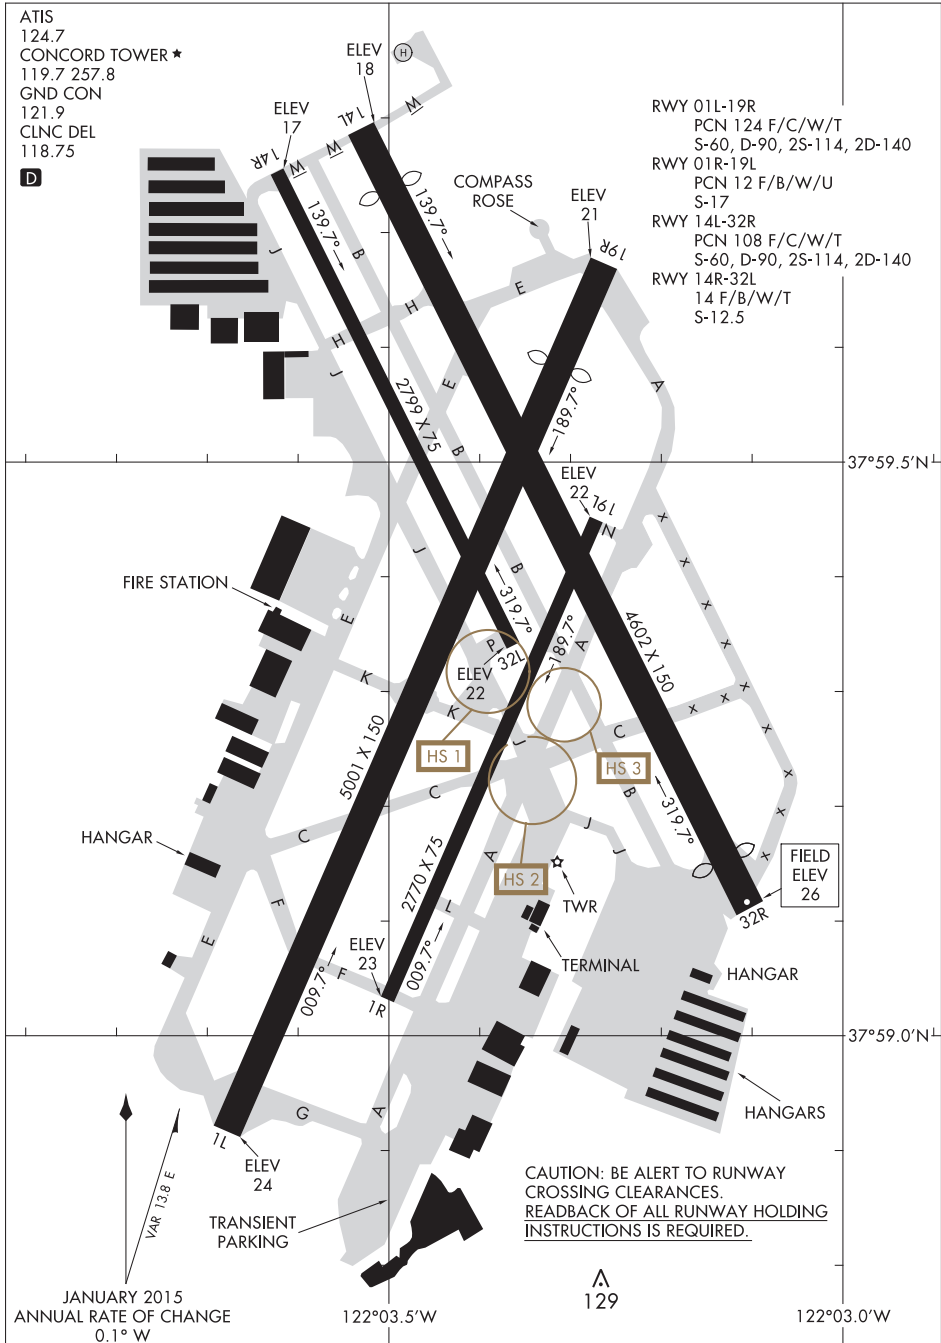 ATIS
124.7
CONCORD TOWER ★
119.7 257.8
GND CON
121.9
CLNC DEL
118.75
D
ELEV
18
H
ELEV
17
14L
14R
W
W
W
RWY 01L-19R
PCN 124 F/C/W/T
S-60, D-90, 2S-114, 2D-140
RWY 01R-19L
PCN 12 F/B/W/U
S-17
RWY 14L-32R
PCN 108 F/C/W/T
S-60, D-90, 2S-114, 2D-140
RWY 14R-32L
14 F/B/W/T
S-12.5
COMPASS
ROSE
ELEV
21
19R
139.7°
139.7°
J
B
H
E
H
J
E
A
2799 X 75
B
189.7°
37°59.5'N
ELEV
22
19L
N
X
X
X
X
X
X
X
X
X
X
J
B
FIRE STATION
E
319.7°
P
32L
ELEV
22
189.7°
A
4602 X 150
K
K
J
C
HS 1
HS 3
5001 X 150
C
C
B
319.7°
J
J
HANGAR
A
HS 2
2770 X 75
TWR
FIELD
ELEV
26
32R
F
L
E
009.7°
F
ELEV
23
1R
009.7°
TERMINAL
HANGAR
37°59.0'N
HANGARS
G
A
1L
ELEV
24
VAR 13.8 E
TRANSIENT
PARKING
CAUTION: BE ALERT TO RUNWAY
CROSSING CLEARANCES.
READBACK OF ALL RUNWAY HOLDING
INSTRUCTIONS IS REQUIRED.
129
JANUARY 2015
ANNUAL RATE OF CHANGE
0.1° W
122°03.5'W
122°03.0'W